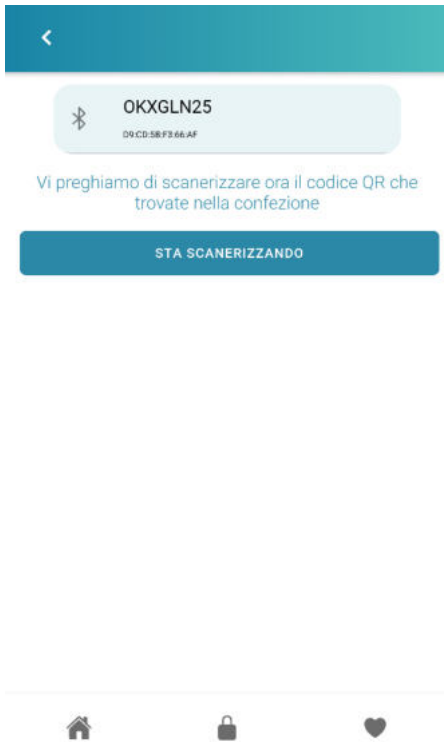 OKXGLN25
D9:CD:5B:F3:66:AF
Vi preghiamo di scanerizzare ora il codice QR che
trovate nella confezione
STA SCANERIZZANDO